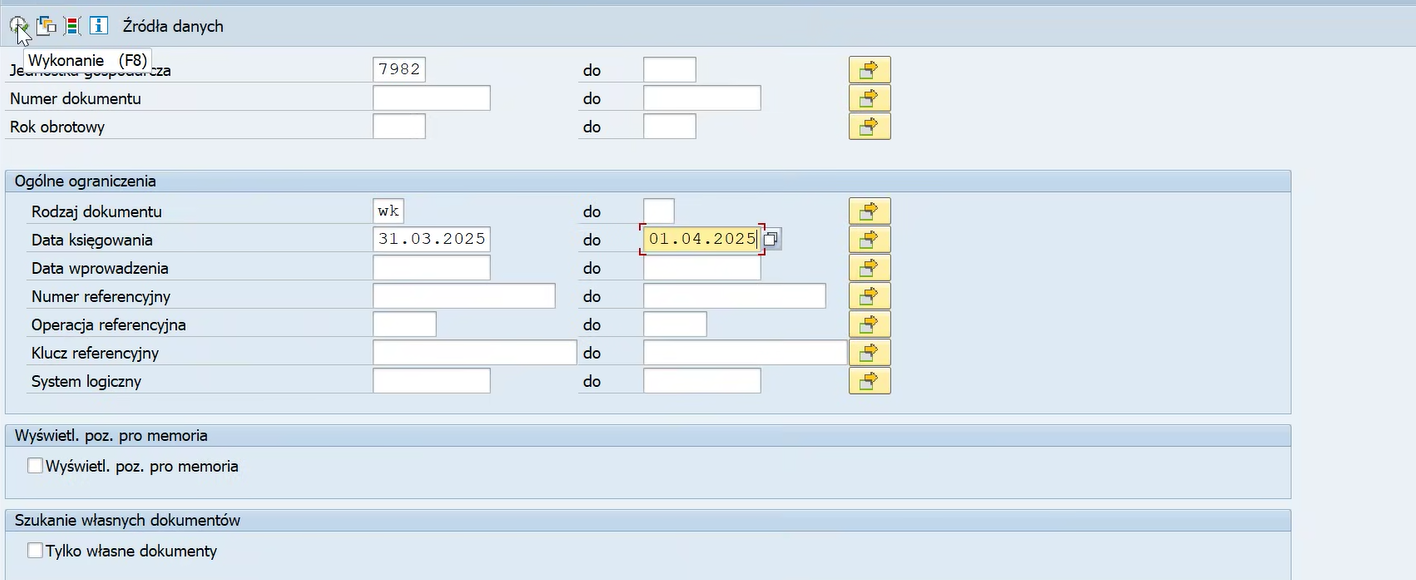 Źródła danych
Wykonanie (F8)
Jednostka gospodarcza 7982 do
Numer dokumentu do
Rok obrotowy do
Ogólne ograniczenia
Rodzaj dokumentu wk do
Data księgowania 31.03.2025 do 01.04.2025
Data wprowadzenia do
Numer referencyjny do
Operacja referencyjna do
Klucz referencyjny do
System logiczny do
Wyświetl. poz. pro memoria
Wyświetl. poz. pro memoria
Szukanie własnych dokumentów
Tylko własne dokumenty